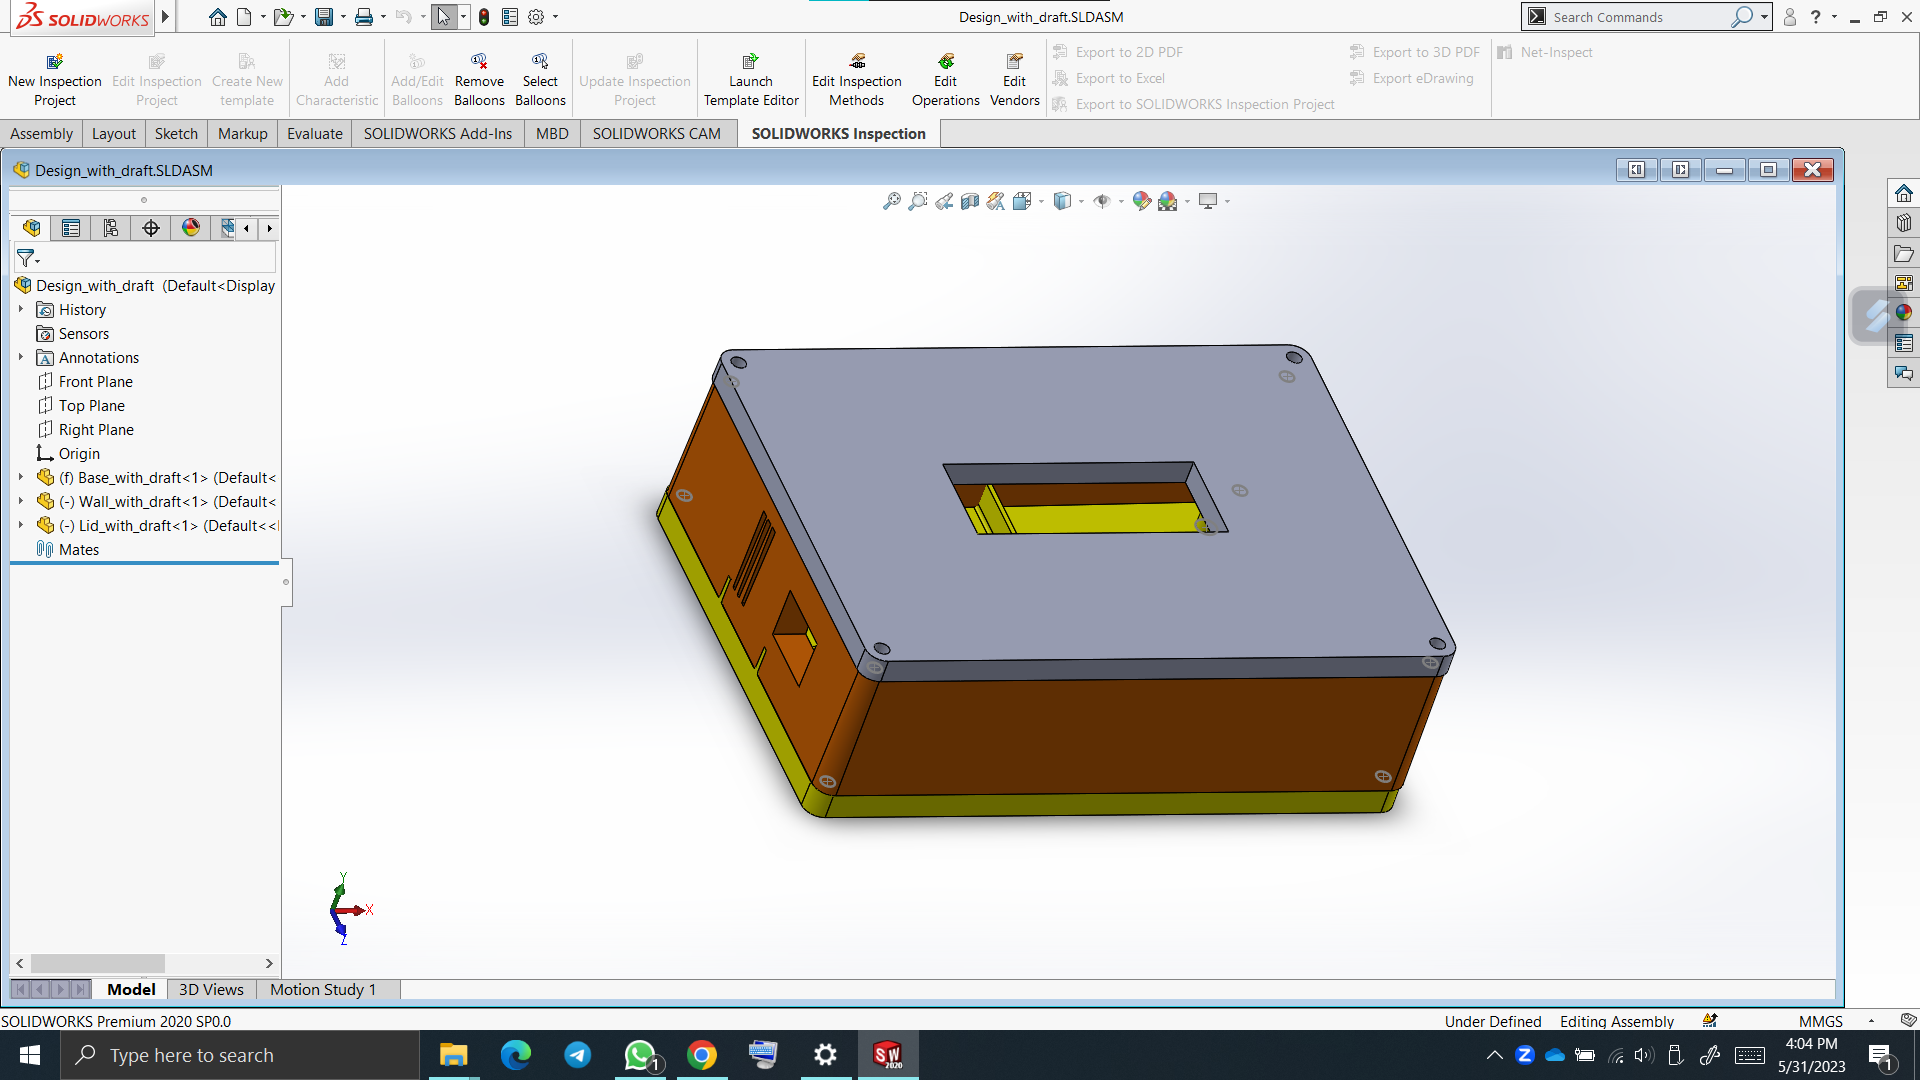 SOLIDWORKS
Design_with_draft.SLDASM
Search Commands
?
New Inspection Project
Edit Inspection Project
Create New template
Add Characteristic
Add/Edit Balloons
Remove Balloons
Select Balloons
Update Inspection Project
Launch Template Editor
Edit Inspection Methods
Edit Operations
Edit Vendors
Export to 2D PDF
Export to Excel
Export to SOLIDWORKS Inspection Project
Export to 3D PDF
Export eDrawing
Net-Inspect
Assembly
Layout
Sketch
Markup
Evaluate
SOLIDWORKS Add-Ins
MBD
SOLIDWORKS CAM
SOLIDWORKS Inspection
Design_with_draft.SLDASM
Design_with_draft (Default<Display
History
Sensors
A
Annotations
Front Plane
Top Plane
Right Plane
Origin
(f) Base_with_draft<1> (Default<
(-) Wall_with_draft<1> (Default<
(-) Lid_with_draft<1> (Default<<
Mates
Y
X
Z
Model
3D Views
Motion Study 1
SOLIDWORKS Premium 2020 SP0.0
Under Defined
Editing Assembly
MMGS
Type here to search
1
SW
2020
Z
4:04 PM
5/31/2023
1